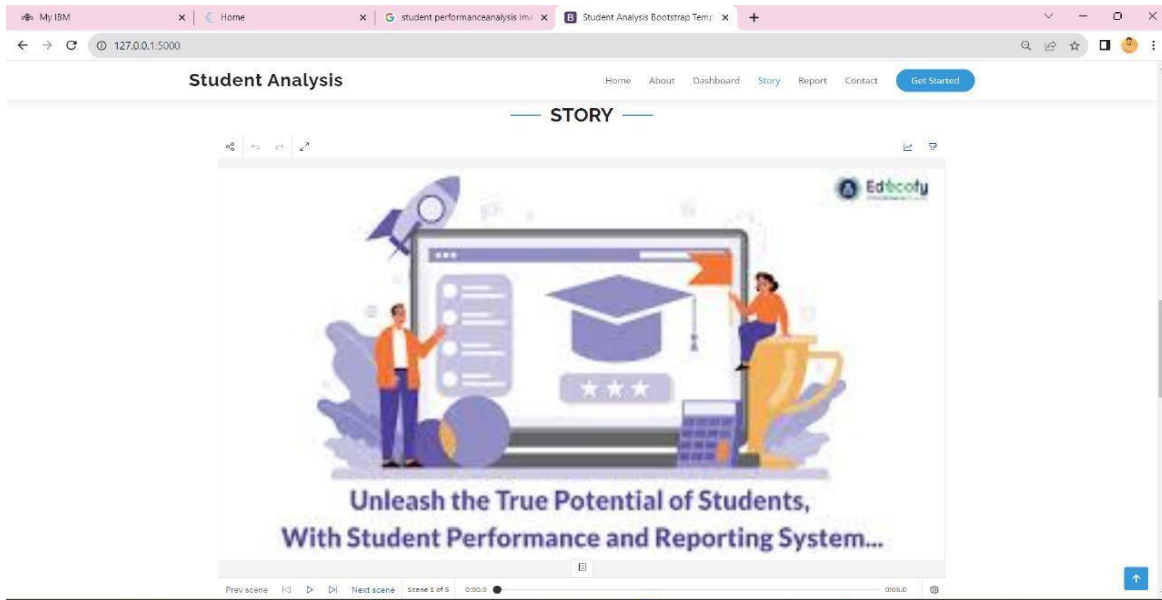 My IBM
Home
student performanceanalysis ima
Student Analysis Bootstrap Temp
127.0.0.1:5000
Student Analysis
Home About Dashboard Story Report Contact Get Started
STORY
Edecofy
Unleash the True Potential of Students,
With Student Performance and Reporting System...
Prev scene Next scene Scene 1 of 5 0:00.0 0:05.0